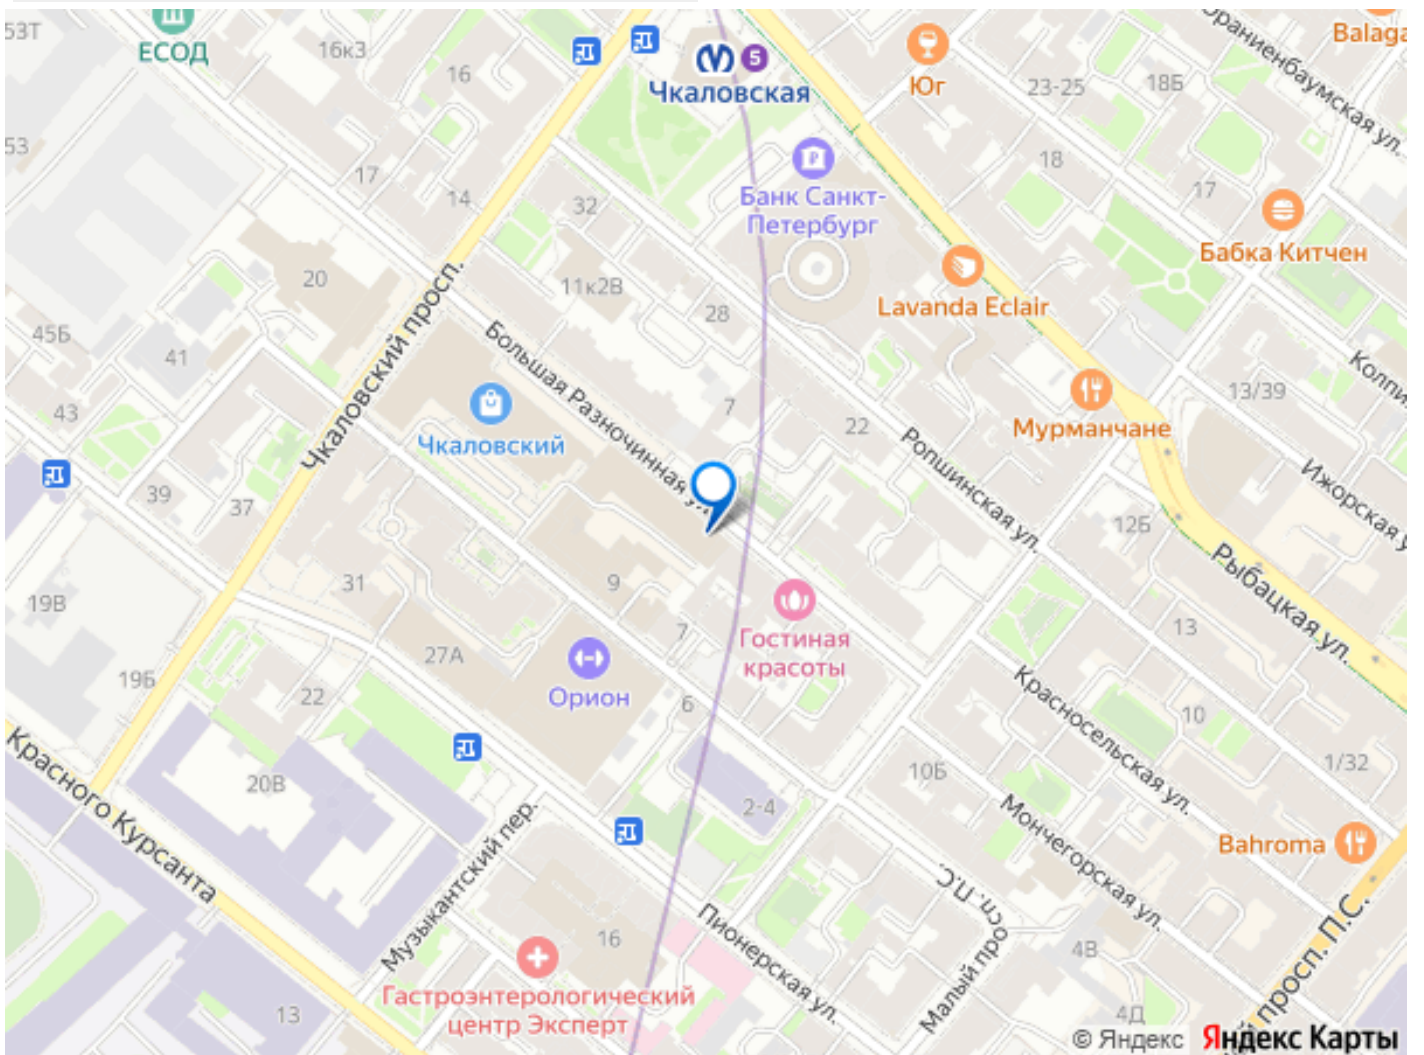 53Т
ЕСОД
16к3
16
5
Чкаловская
Юг
23-25
18Б
Ораниенбаумская ул.
Balaga
53
17
14
32
Банк Санкт-
Петербург
18
17
Бабка Китчен
20
11к2В
28
Lavanda Eclair
45Б
41
43
Чкаловский просп.
Большая Разночинная ул.
Чкаловский
7
22
Мурманчане
13/39
Ропшинская ул.
Ижорская у
39
37
12Б
Рыбацкая ул.
31
9
19В
7
Гостиная
красоты
13
27А
Орион
19Б
22
6
Красносельская ул.
10
Красного Курсанта
20В
10Б
1/32
2-4
Мончегорская ул.
Bahroma
Музыкантский пер.
Пионерская ул.
Малый просп. П.С.
4В
16
Гастроэнтерологический
центр Эксперт
13
4Д
й просп. П.С.
© Яндекс Яндекс Карты